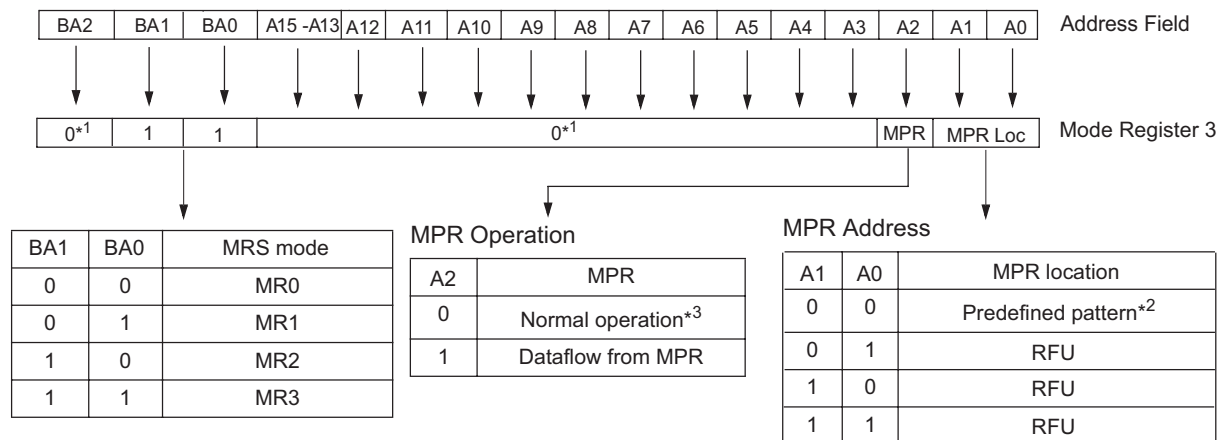 BA2 BA1 BA0 A15 -A13 A12 A11 A10 A9 A8 A7 A6 A5 A4 A3 A2 A1 A0 Address Field
0*1 1 1 0*1 MPR MPR Loc Mode Register 3
BA1 BA0 MRS mode
0 0 MR0
0 1 MR1
1 0 MR2
1 1 MR3
MPR Operation
A2 MPR
0 Normal operation*3
1 Dataflow from MPR
MPR Address
A1 A0 MPR location
0 0 Predefined pattern*2
0 1 RFU
1 0 RFU
1 1 RFU